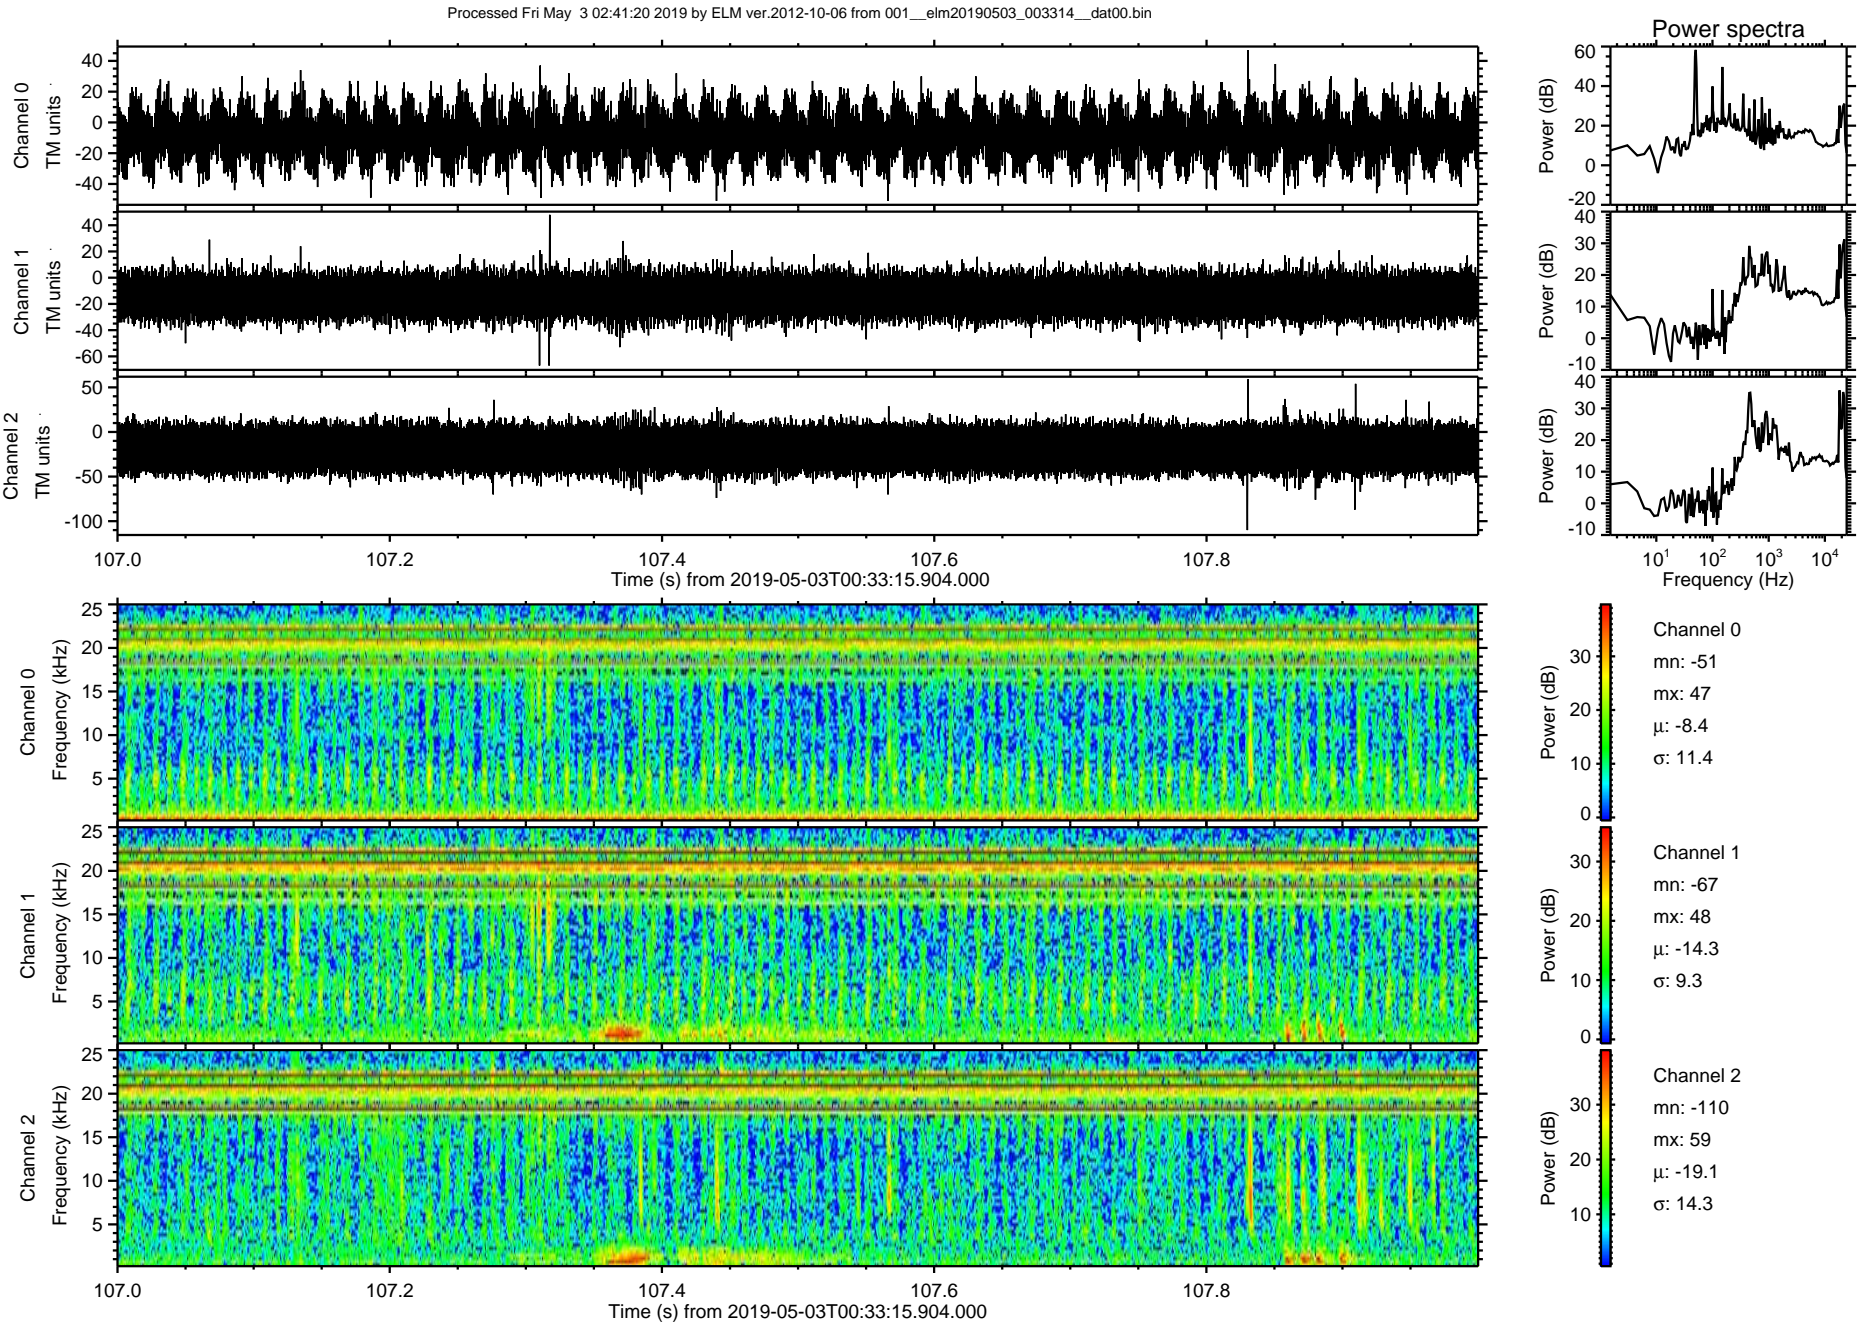 Processed Fri May  3 02:41:20 2019 by ELM ver.2012-10-06 from 001__elm20190503_003314__dat00.bin
Power spectra
Channel 0
TM units
40
20
0
-20
-40
Power (dB)
60
40
20
0
-20
Channel 1
TM units
40
20
0
-20
-40
-60
Power (dB)
40
30
20
10
0
-10
Channel 2
TM units
50
0
-50
-100
Power (dB)
40
30
20
10
0
-10
107.0 107.2 107.4 107.6 107.8
Time (s) from 2019-05-03T00:33:15.904.000
10^1 10^2 10^3 10^4
Frequency (Hz)
Channel 0
Frequency (kHz)
25
20
15
10
5
Power (dB)
30
20
10
0
Channel 0
mn: -51
mx: 47
µ: -8.4
σ: 11.4
Channel 1
Frequency (kHz)
25
20
15
10
5
Power (dB)
30
20
10
0
Channel 1
mn: -67
mx: 48
µ: -14.3
σ: 9.3
Channel 2
Frequency (kHz)
25
20
15
10
5
Power (dB)
30
20
10
Channel 2
mn: -110
mx: 59
µ: -19.1
σ: 14.3
107.0 107.2 107.4 107.6 107.8
Time (s) from 2019-05-03T00:33:15.904.000